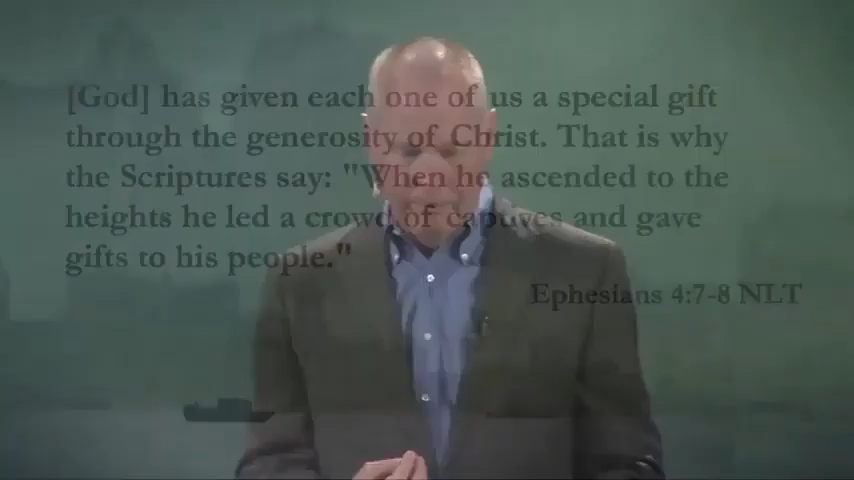 [God] has given each one of us a special gift
through the generosity of Christ. That is why
the Scriptures say: "When he ascended to the
heights he led a crowd of captives and gave
gifts to his people."
Ephesians 4:7-8 NLT